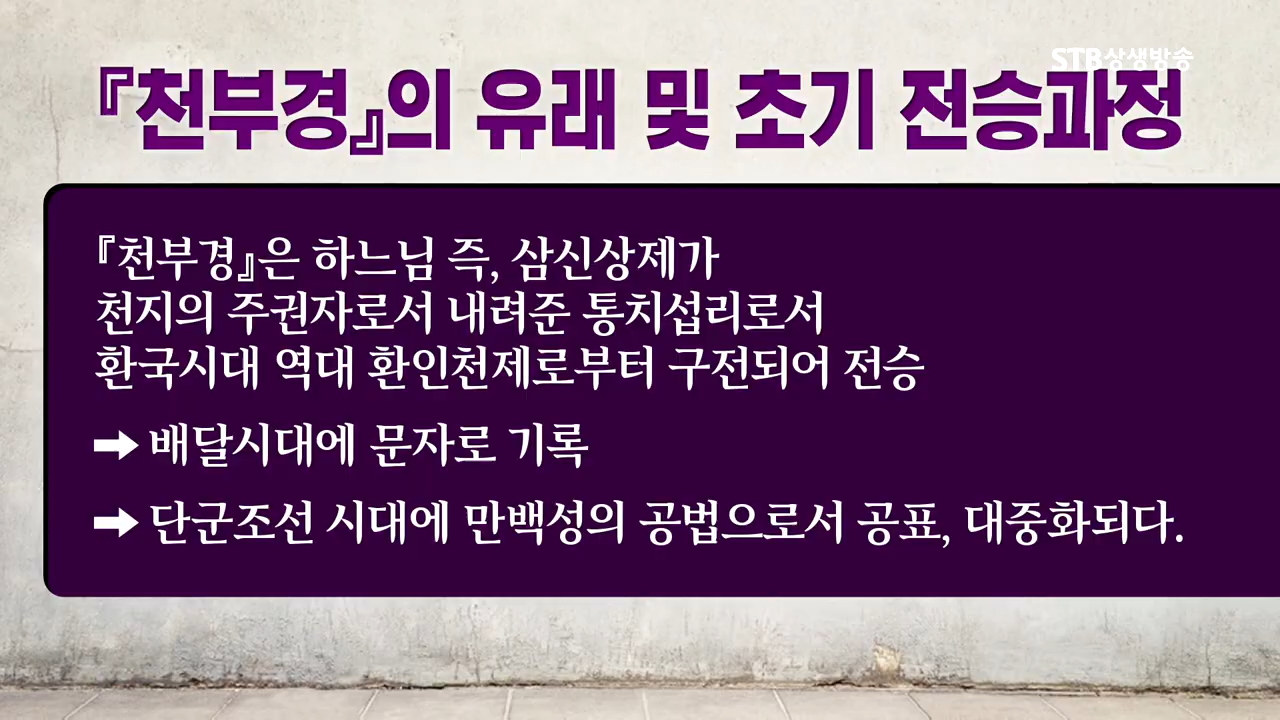 STB상생방송
『천부경』의 유래 및 초기 전승과정
『천부경』은 하느님 즉, 삼신상제가
천지의 주권자로서 내려준 통치섭리로서
환국시대 역대 환인천제로부터 구전되어 전승
➡ 배달시대에 문자로 기록
➡ 단군조선 시대에 만백성의 공법으로서 공표, 대중화되다.